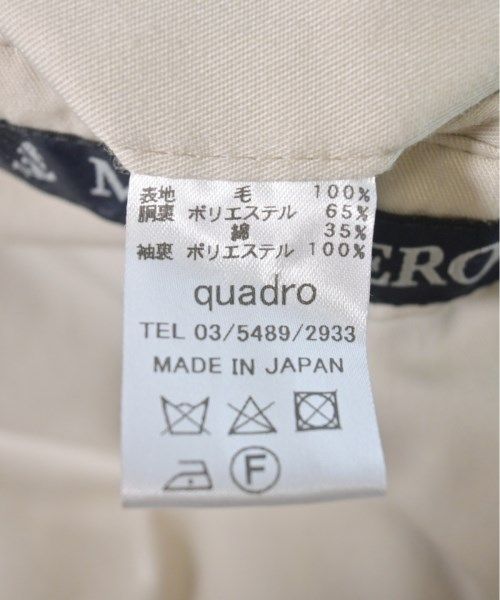 表地 毛 100%
胴裏 ポリエステル 65%
綿 35%
袖裏 ポリエステル 100%
quadro
TEL 03/5489/2933
MADE IN JAPAN
F
M
ERO